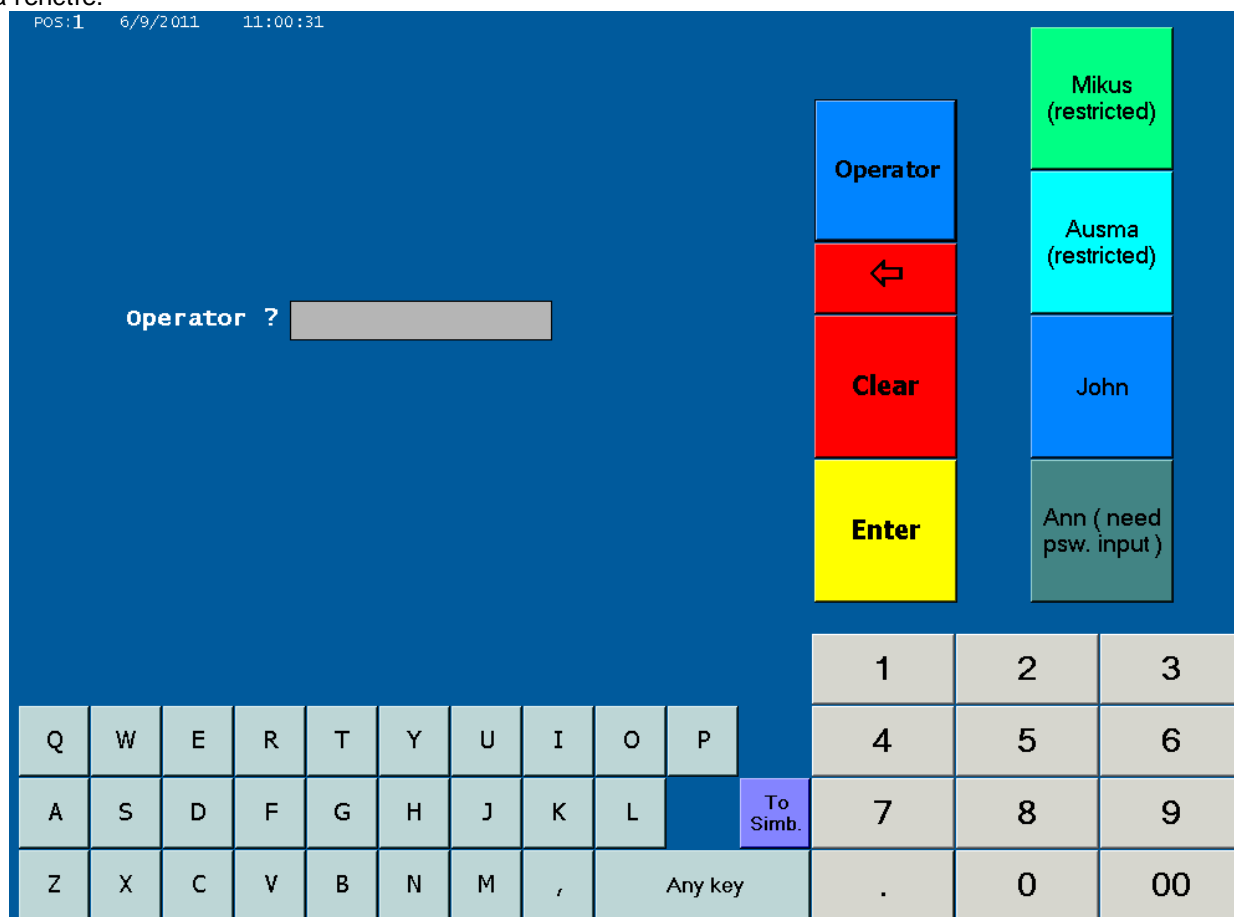 a fenêtre.
POS:1 6/9/2011 11:00:31
Mikus
(restricted)
Operator
Ausma
(restricted)
Operator ?
Clear
John
Enter
Ann ( need
psw. input )
1 2 3
Q W E R T Y U I O P
4 5 6
A S D F G H J K L
To
Simb.
7 8 9
Z X C V B N M , Any key
. 0 00